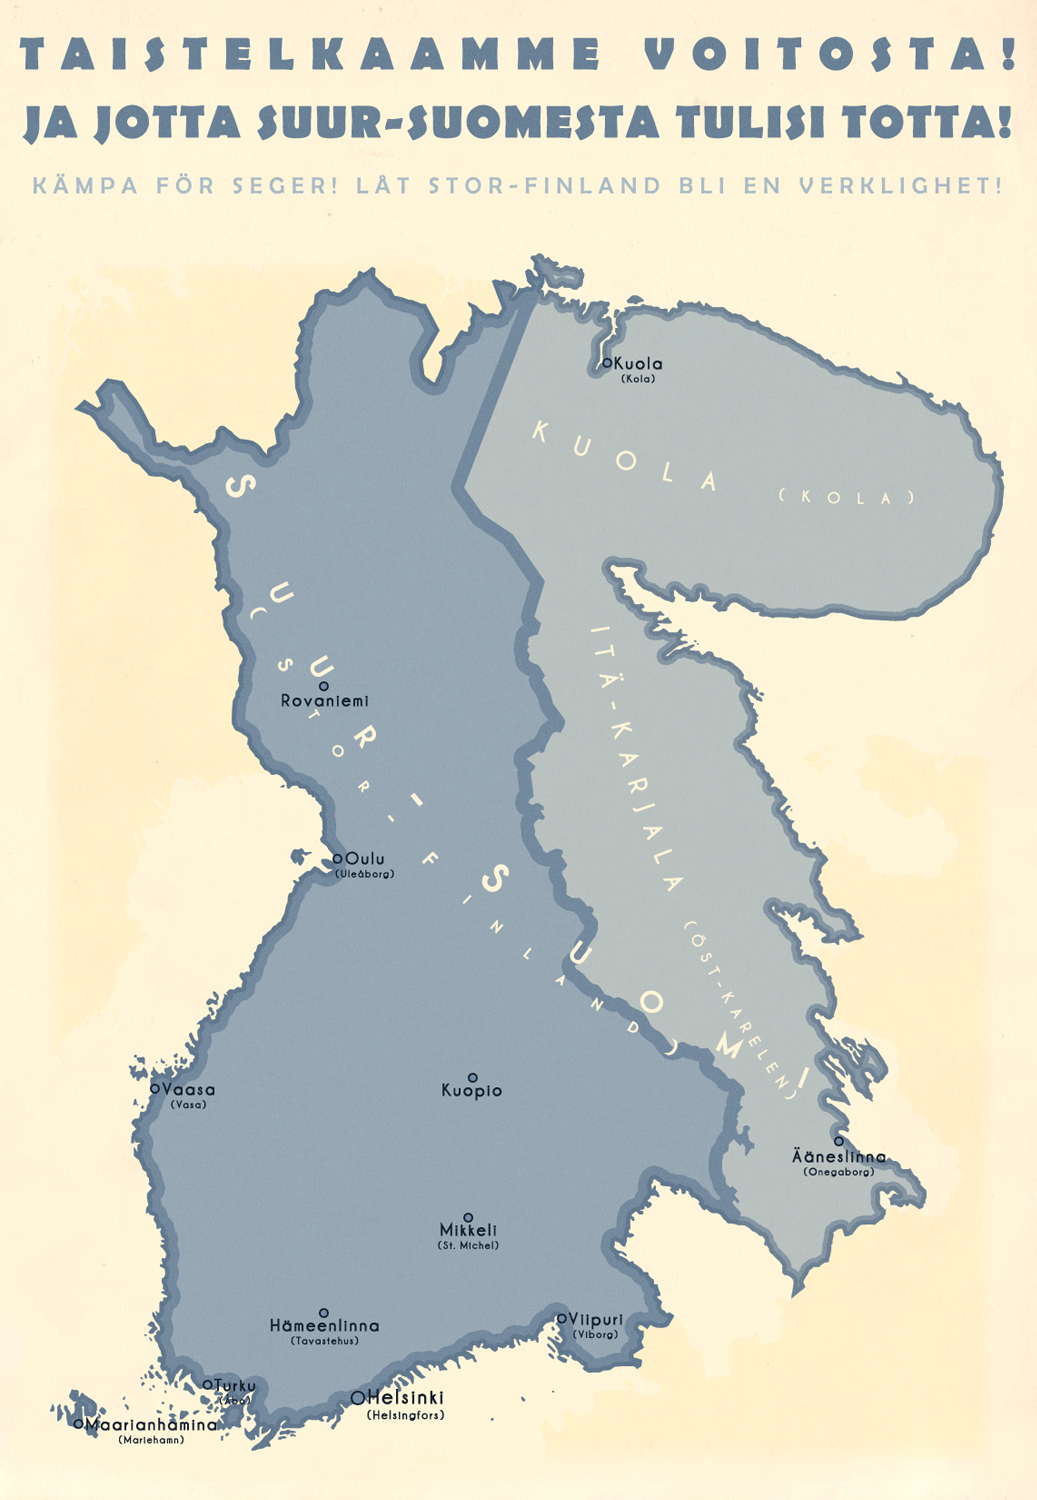 TAISTELKAAMME VOITOSTA!
JA JOTTA SUUR-SUOMESTA TULISI TOTTA!
KÄMPA FÖR SEGER! LÅT STOR-FINLAND BLI EN VERKLIGHET!
Kuola
(Kola)
KUOLA (KOLA)
SUUR-SUOMI
(STOR-FINLAND)
ITÄ-KARJALA (ÖST-KARELEN)
Rovaniemi
Oulu
(Uleåborg)
Vaasa
(Vasa)
Kuopio
Ääneslinna
(Onegaborg)
Mikkeli
(St. Michel)
Hämeenlinna
(Tavastehus)
Viipuri
(Viborg)
Turku
(Åbo)
Helsinki
(Helsingfors)
Maarianhamina
(Mariehamn)